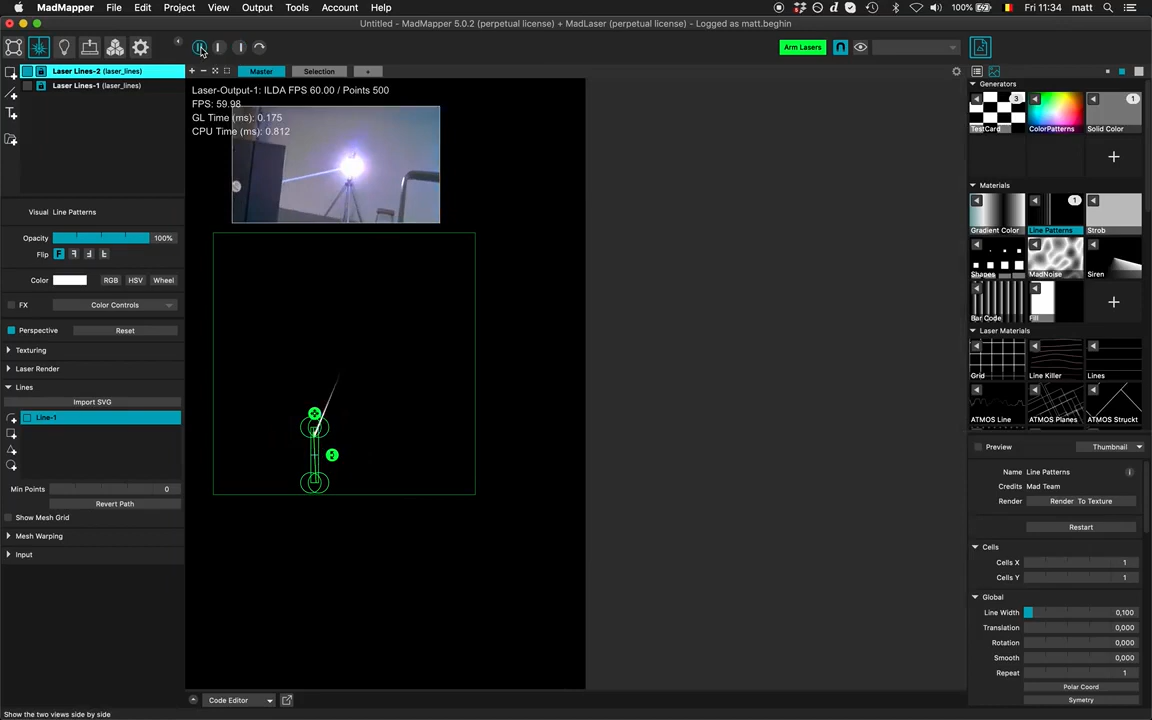 MadMapper File Edit Project View Output Tools Account Help 100% Fri 11:34 matt
Untitled - MadMapper 5.0.2 (perpetual license) + MadLaser (perpetual license) - Logged as matt.beghin
Arm Lasers
Laser Lines-2 (laser_lines)
Laser Lines-1 (laser_lines)
Master Selection +
Laser-Output-1: ILDA FPS 60.00 / Points 500
FPS: 59.98
GL Time (ms): 0.175
CPU Time (ms): 0.812
Visual Line Patterns
Opacity 100%
Flip
Color RGB HSV Wheel
FX Color Controls
Perspective Reset
Texturing
Laser Render
Lines
Import SVG
Line-1
Min Points 0
Revert Path
Show Mesh Grid
Mesh Warping
Input
Code Editor
Show the two views side by side
Generators
3 1
TestCard ColorPatterns Solid Color
Materials
1
Gradient Color Line Patterns Strob
Shapes MadNoise Siren
Bar Code Fill
Laser Materials
Grid Line Killer Lines
ATMOS Line ATMOS Planes ATMOS Struckt
Preview Thumbnail
Name Line Patterns
Credits Mad Team
Render Render To Texture
Restart
Cells
Cells X 1
Cells Y 1
Global
Line Width 0,100
Translation 0,000
Rotation 0,000
Smooth 0,000
Repeat 1
Polar Coord
Symetry